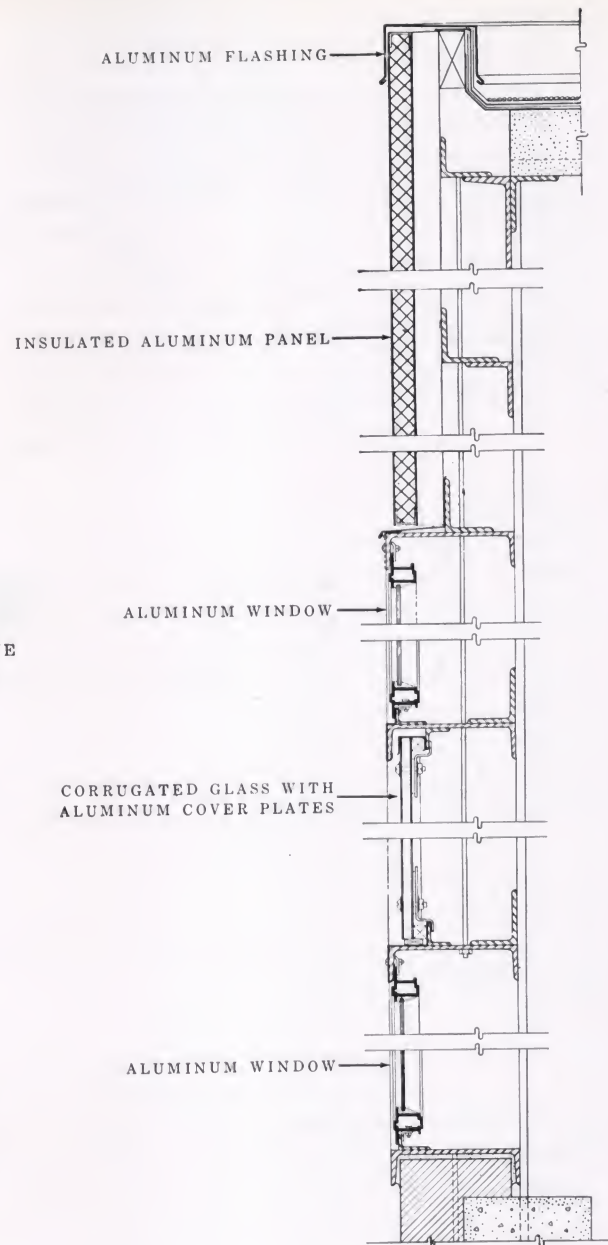 ALUMINUM FLASHING
INSULATED ALUMINUM PANEL
ALUMINUM WINDOW
E
CORRUGATED GLASS WITH
ALUMINUM COVER PLATES
ALUMINUM WINDOW